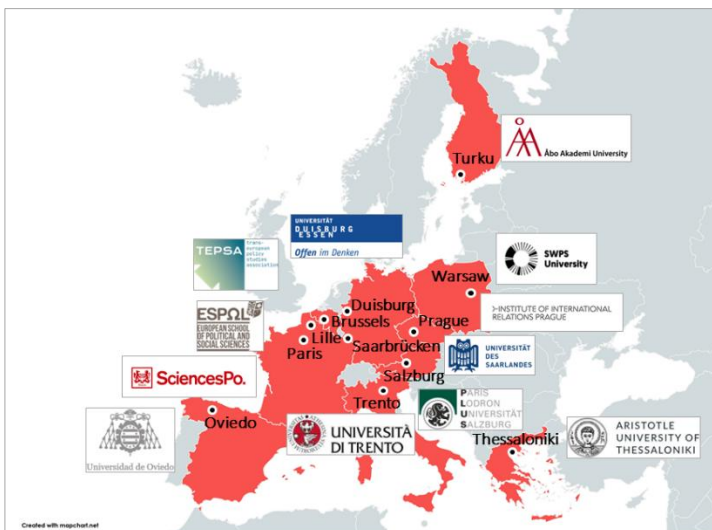 Åbo Akademi University
Turku
UNIVERSITÄT
DUISBURG
ESSEN
Offen im Denken
TEPSA
trans
european
policy
studies
association
SWPS
University
Warsaw
>INSTITUTE OF INTERNATIONAL
RELATIONS PRAGUE
Duisburg
ESPOL
EUROPEAN SCHOOL
OF POLITICAL AND
SOCIAL SCIENCES
Brussels
Prague
Lille
Paris
Saarbrücken
UNIVERSITÄT
DES
SAARLANDES
SciencesPo.
Salzburg
Trento
PARIS
LODRON
UNIVERSITÄT
SALZBURG
Oviedo
Universidad de Oviedo
UNIVERSITÀ
DI TRENTO
Thessaloniki
ARISTOTLE
UNIVERSITY OF
THESSALONIKI
Created with mapchart.net